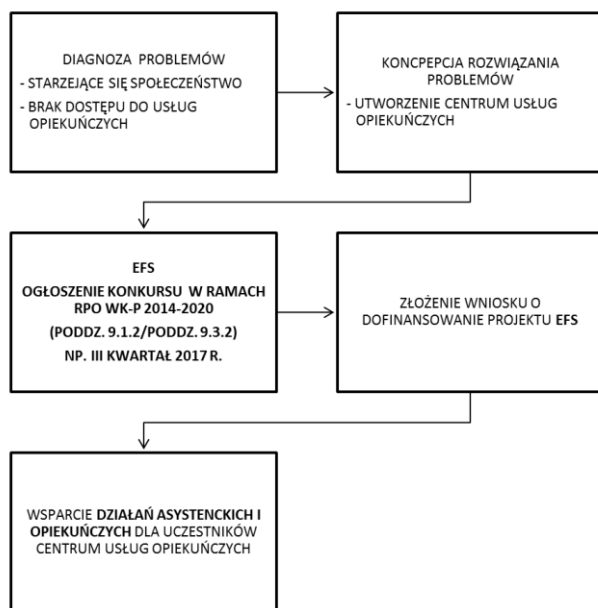 DIAGNOZA PROBLEMÓW
- STARZEJĄCE SIĘ SPOŁECZEŃSTWO
- BRAK DOSTĘPU DO USŁUG
OPIEKUŃCZYCH
KONCPEPCJA ROZWIĄZANIA
PROBLEMÓW
- UTWORZENIE CENTRUM USŁUG
OPIEKUŃCZYCH
EFS
OGŁOSZENIE KONKURSU W RAMACH
RPO WK-P 2014-2020
(PODDZ. 9.1.2/PODDZ. 9.3.2)
NP. III KWARTAŁ 2017 R.
ZŁOŻENIE WNIOSKU O
DOFINANSOWANIE PROJEKTU EFS
WSPARCIE DZIAŁAŃ ASYSTENCKICH I
OPIEKUŃCZYCH DLA UCZESTNIKÓW
CENTRUM USŁUG OPIEKUŃCZYCH